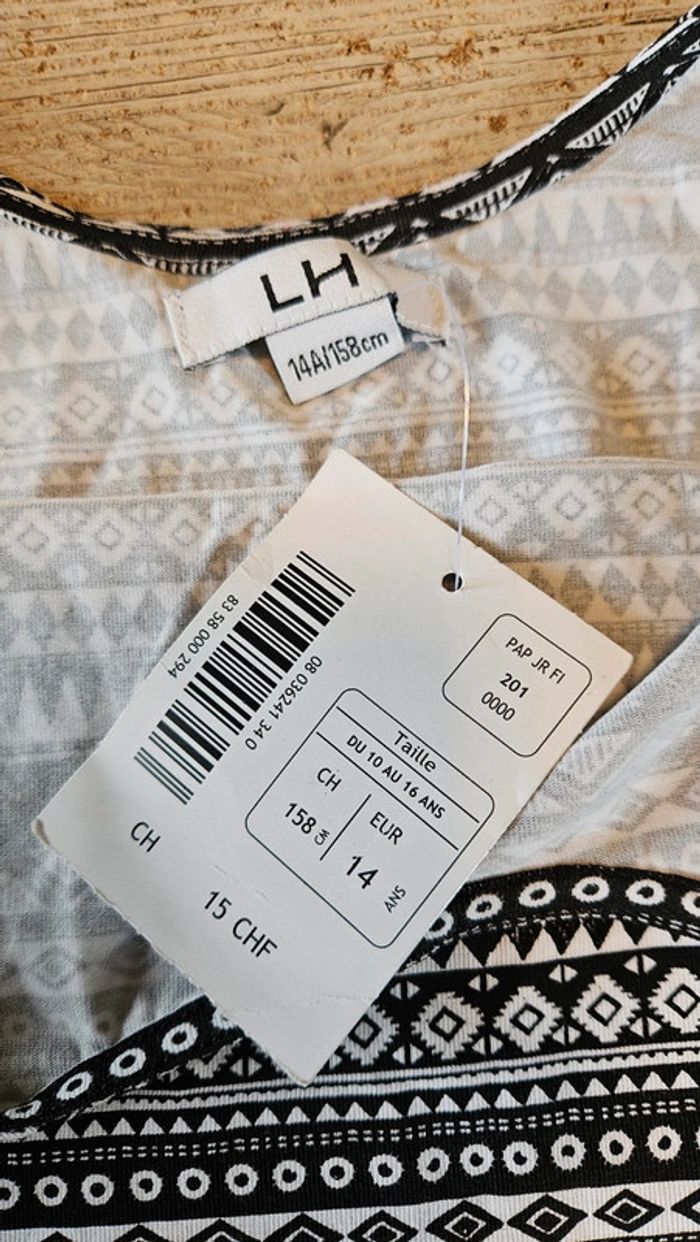 LH
14A/158cm
PAP JR FI
201
0000
83 58 000 294
08 036241 34 0
Taille
DU 10 AU 16 ANS
CH
EUR
158 CM
14 ANS
CH
15 CHF